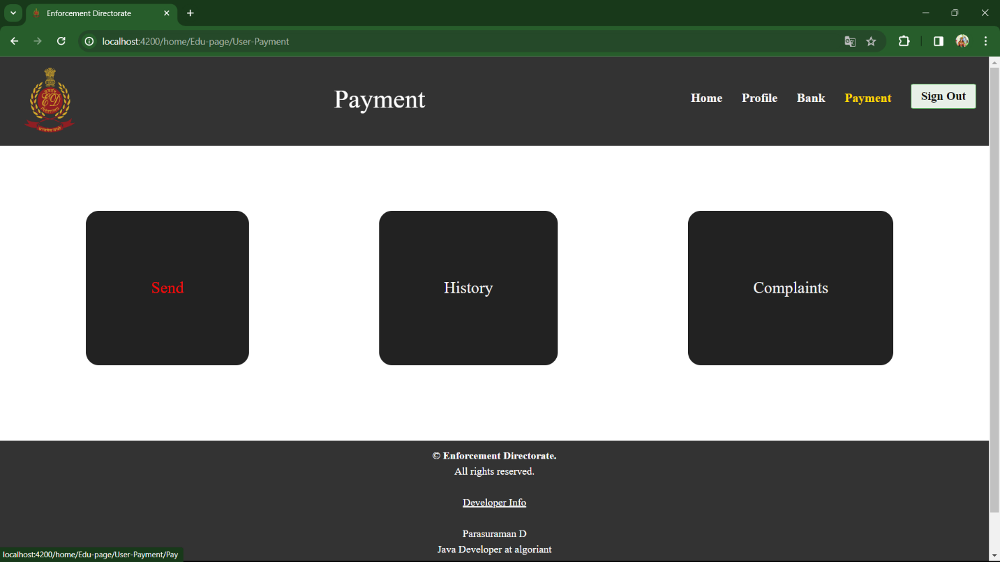 Enforcement Directorate
localhost:4200/home/Edu-page/User-Payment
ED
Payment
Home
Profile
Bank
Payment
Sign Out
Send
History
Complaints
© Enforcement Directorate.
All rights reserved.
Developer Info
Parasuraman D
Java Developer at algoriant
localhost:4200/home/Edu-page/User-Payment/Pay